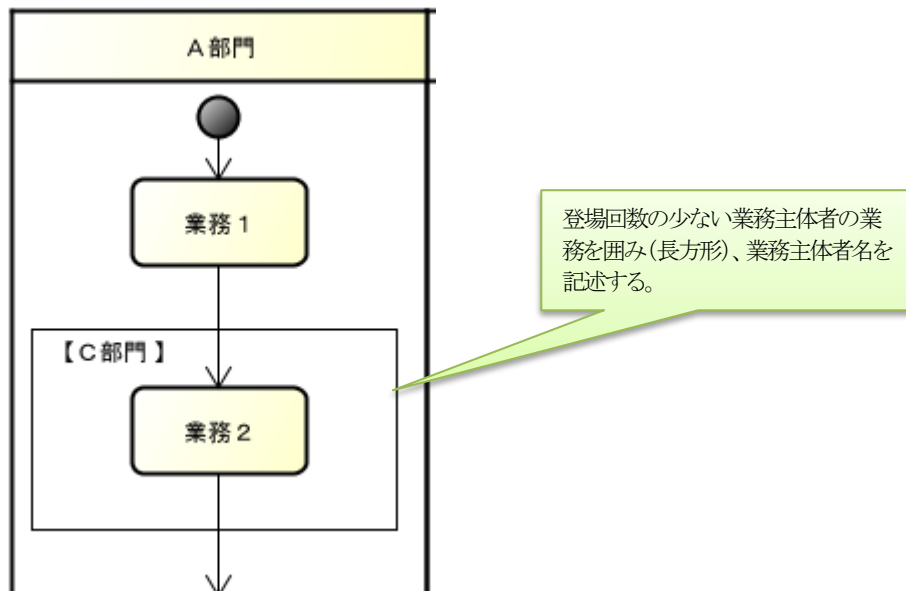 A部門
業務1
登場回数の少ない業務主体者の業
務を囲み(長方形)、業務主体者名を
記述する。
【C部門】
業務2